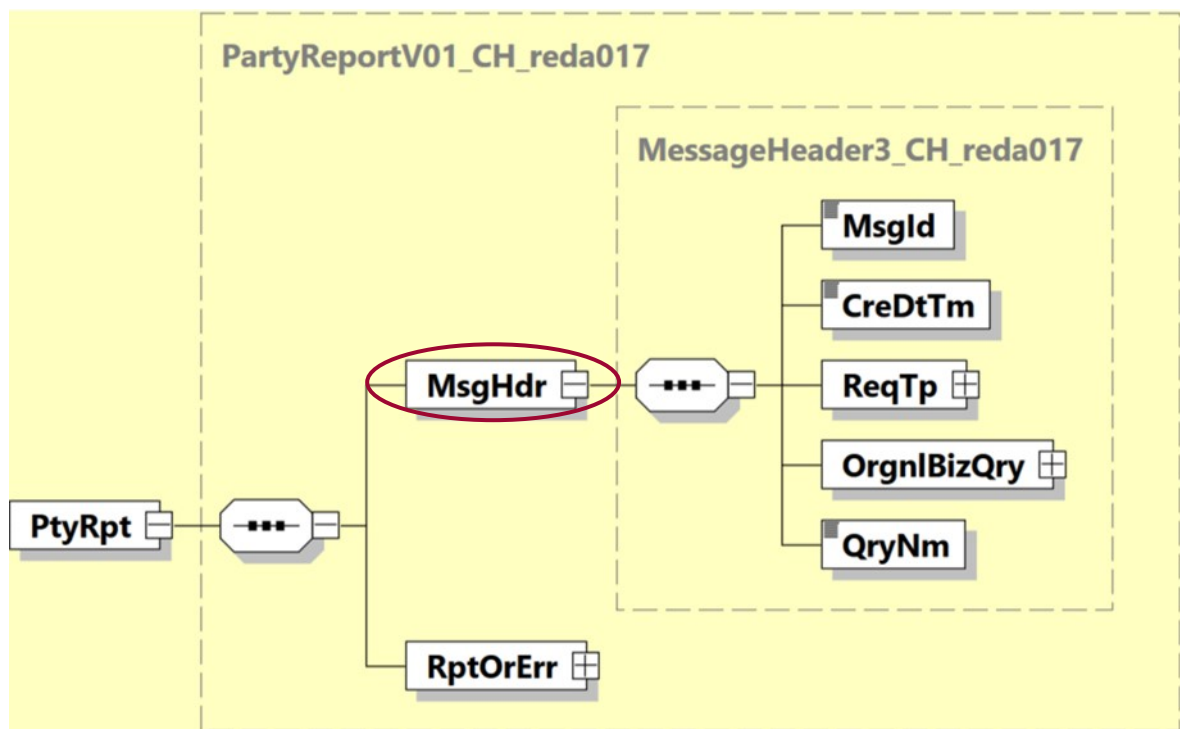 PartyReportV01_CH_reda017
MessageHeader3_CH_reda017
MsgId
CreDtTm
MsgHdr
ReqTp
OrgnlBizQry
PtyRpt
QryNm
RptOrErr